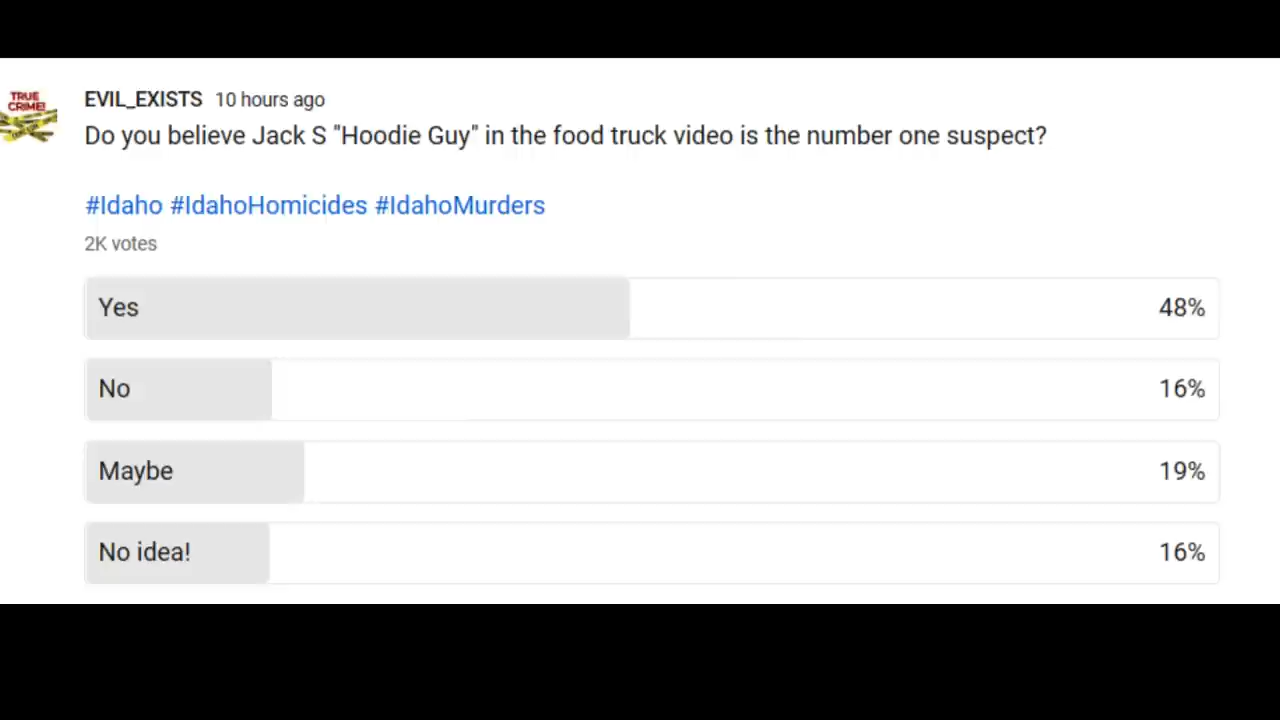 TRUE
CRIME!
EVIL_EXISTS 10 hours ago
Do you believe Jack S "Hoodie Guy" in the food truck video is the number one suspect?
#Idaho #IdahoHomicides #IdahoMurders
2K votes
Yes 48%
No 16%
Maybe 19%
No idea! 16%